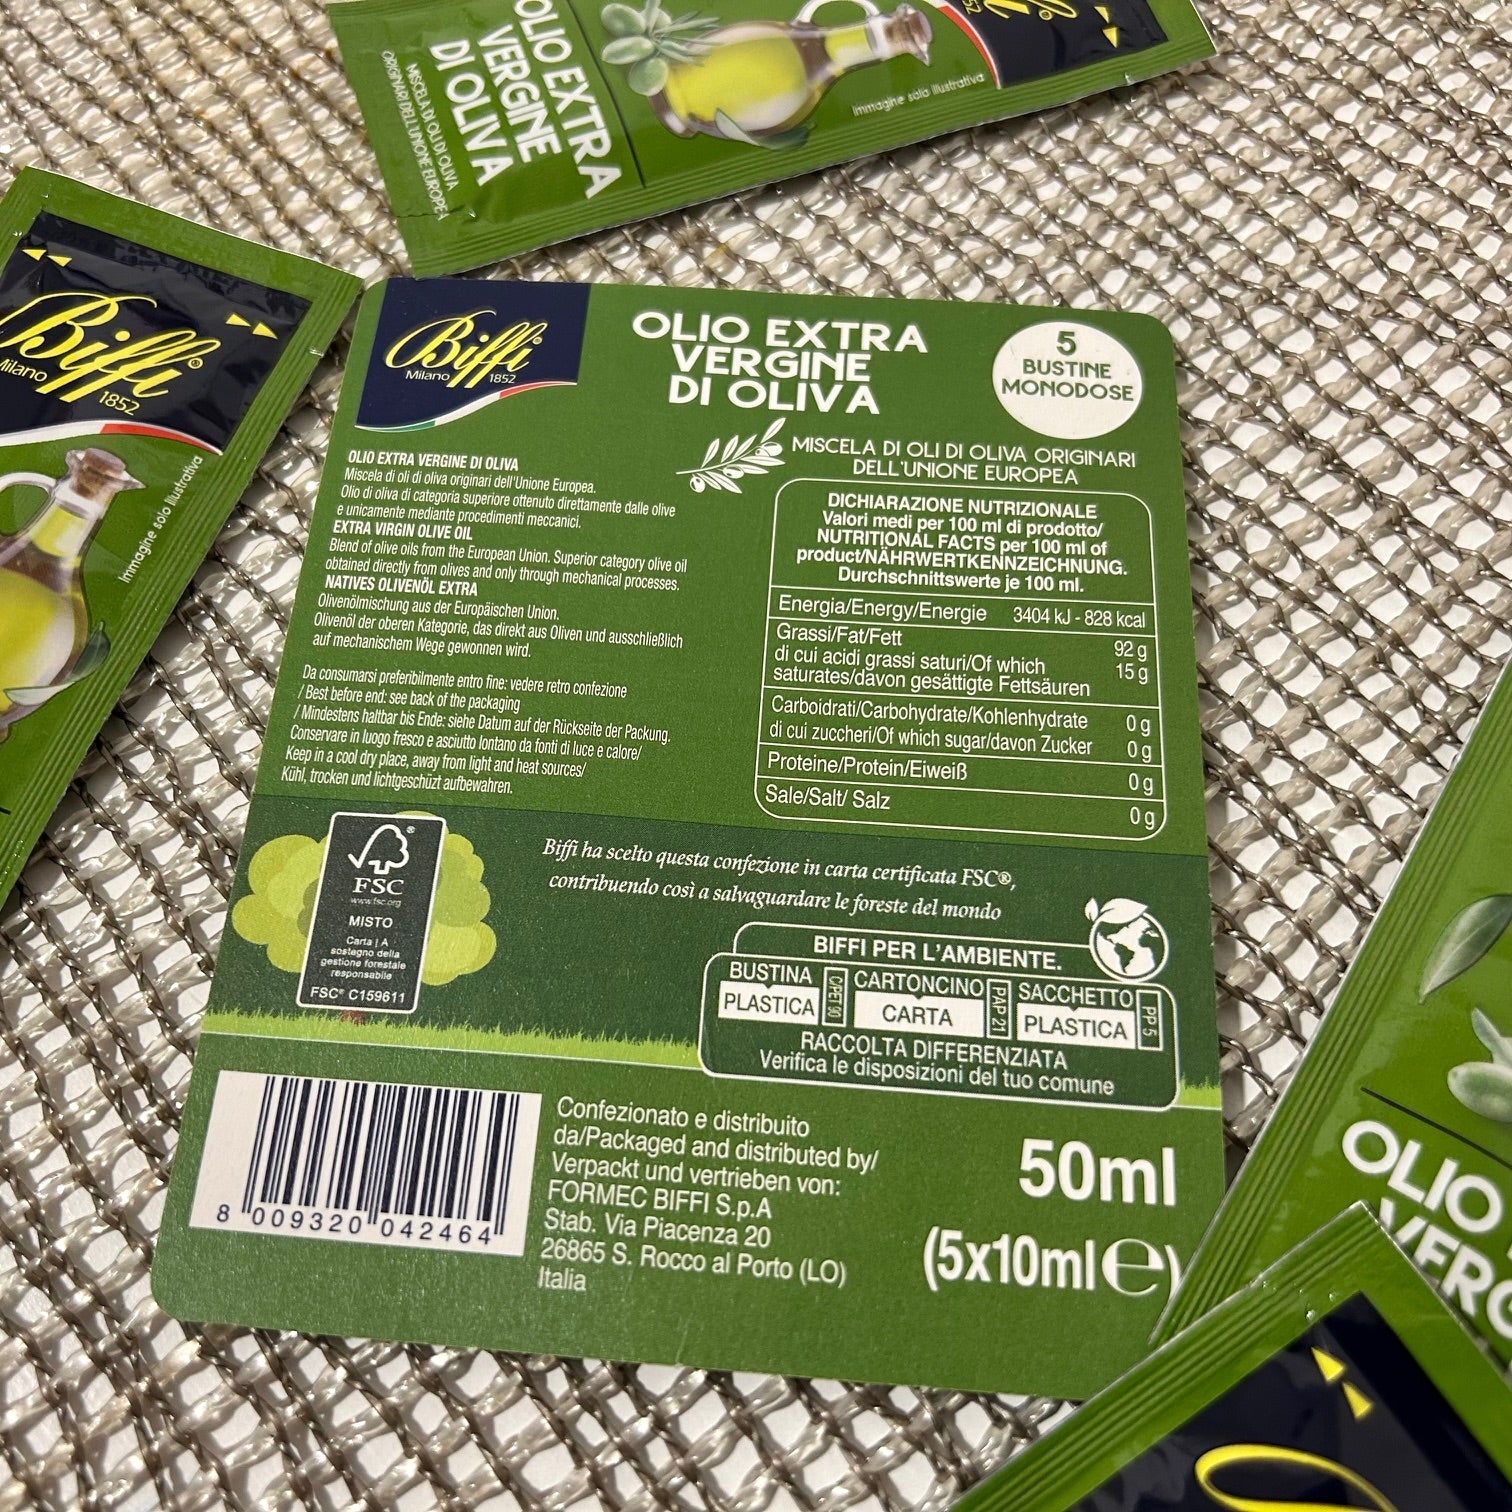 OLIO EXTRA
VERGINE
DI OLIVA
MISCELA DI OLI DI OLIVA
ORIGINARI DELL'UNIONE EUROPEA
Immagine solo illustrativa
52
Biffi®
Milano 1852
Immagine solo illustrativa
Biffi®
Milano 1852
OLIO EXTRA
VERGINE
DI OLIVA
5
BUSTINE
MONODOSE
MISCELA DI OLI DI OLIVA ORIGINARI
DELL'UNIONE EUROPEA
OLIO EXTRA VERGINE DI OLIVA
Miscela di oli di oliva originari dell'Unione Europea.
Olio di oliva di categoria superiore ottenuto direttamente dalle olive
e unicamente mediante procedimenti meccanici.
EXTRA VIRGIN OLIVE OIL
Blend of olive oils from the European Union. Superior category olive oil
obtained directly from olives and only through mechanical processes.
NATIVES OLIVENÖL EXTRA
Olivenölmischung aus der Europäischen Union.
Olivenöl der oberen Kategorie, das direkt aus Oliven und ausschließlich
auf mechanischem Wege gewonnen wird.
Da consumarsi preferibilmente entro fine: vedere retro confezione
/ Best before end: see back of the packaging
/ Mindestens haltbar bis Ende: siehe Datum auf der Rückseite der Packung.
Conservare in luogo fresco e asciutto lontano da fonti di luce e calore/
Keep in a cool dry place, away from light and heat sources/
Kühl, trocken und lichtgeschüzt aufbewahren.
DICHIARAZIONE NUTRIZIONALE
Valori medi per 100 ml di prodotto/
NUTRITIONAL FACTS per 100 ml of
product/NÄHRWERTKENNZEICHNUNG.
Durchschnittswerte je 100 ml.
Energia/Energy/Energie 3404 kJ - 828 kcal
Grassi/Fat/Fett 92 g
di cui acidi grassi saturi/Of which 15 g
saturates/davon gesättigte Fettsäuren
Carboidrati/Carbohydrate/Kohlenhydrate 0 g
di cui zuccheri/Of which sugar/davon Zucker 0 g
Proteine/Protein/Eiweiß 0 g
Sale/Salt/ Salz 0 g
FSC
www.fsc.org
MISTO
Carta | A
sostegno della
gestione forestale
responsabile
FSC® C159611
Biffi ha scelto questa confezione in carta certificata FSC®,
contribuendo così a salvaguardare le foreste del mondo
BIFFI PER L'AMBIENTE.
BUSTINA C/PET 90 CARTONCINO PAP 21 SACCHETTO PP 5
PLASTICA CARTA PLASTICA
RACCOLTA DIFFERENZIATA
Verifica le disposizioni del tuo comune
8 009320 042464
Confezionato e distribuito
da/Packaged and distributed by/
Verpackt und vertrieben von:
FORMEC BIFFI S.p.A
Stab. Via Piacenza 20
26865 S. Rocco al Porto (LO)
Italia
50ml
(5x10ml e)
OLIO
VERG